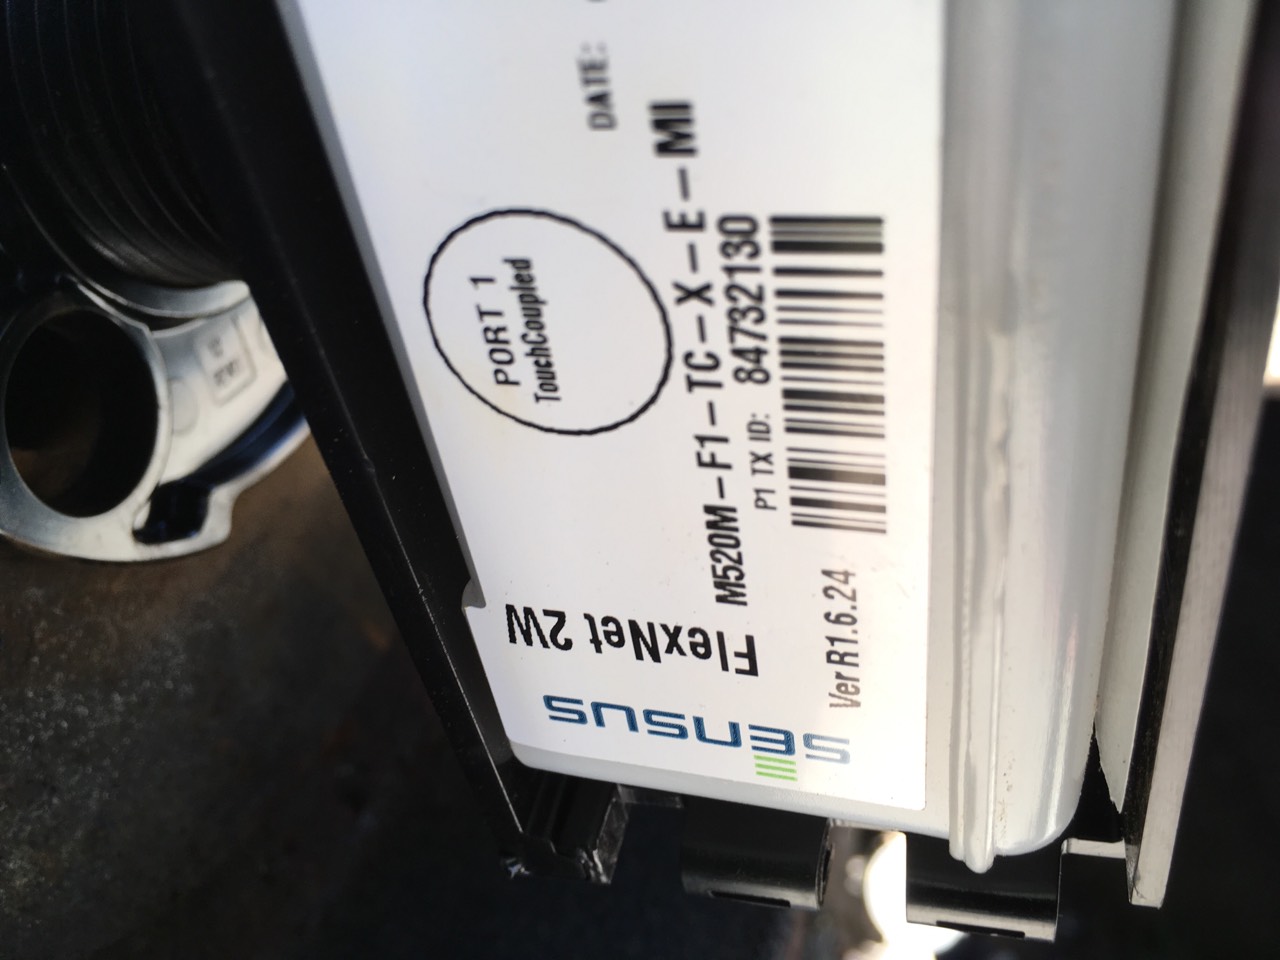 SENSUS
FlexNet 2W
PORT 1
TouchCoupled
DATE:
M520M-F1-TC-X-E-MI
P1 TX ID: 84732130
Ver R1.6.24